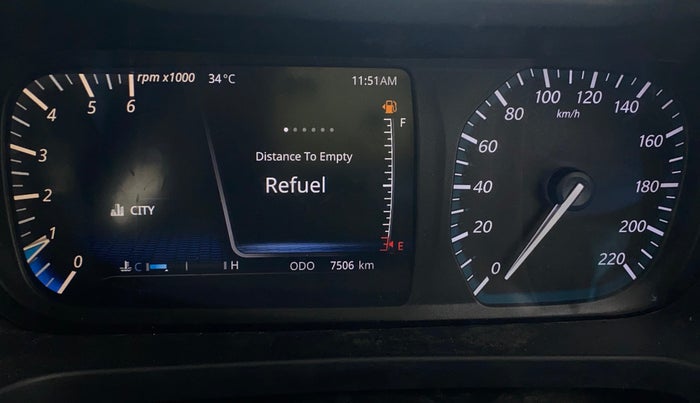 rpm x1000 34°C 11:51AM
6
5
4
3
2
1
0
F
Distance To Empty
Refuel
CITY
E
C H ODO 7506 km
0
20
40
60
80
100
120
140
160
180
200
220
km/h